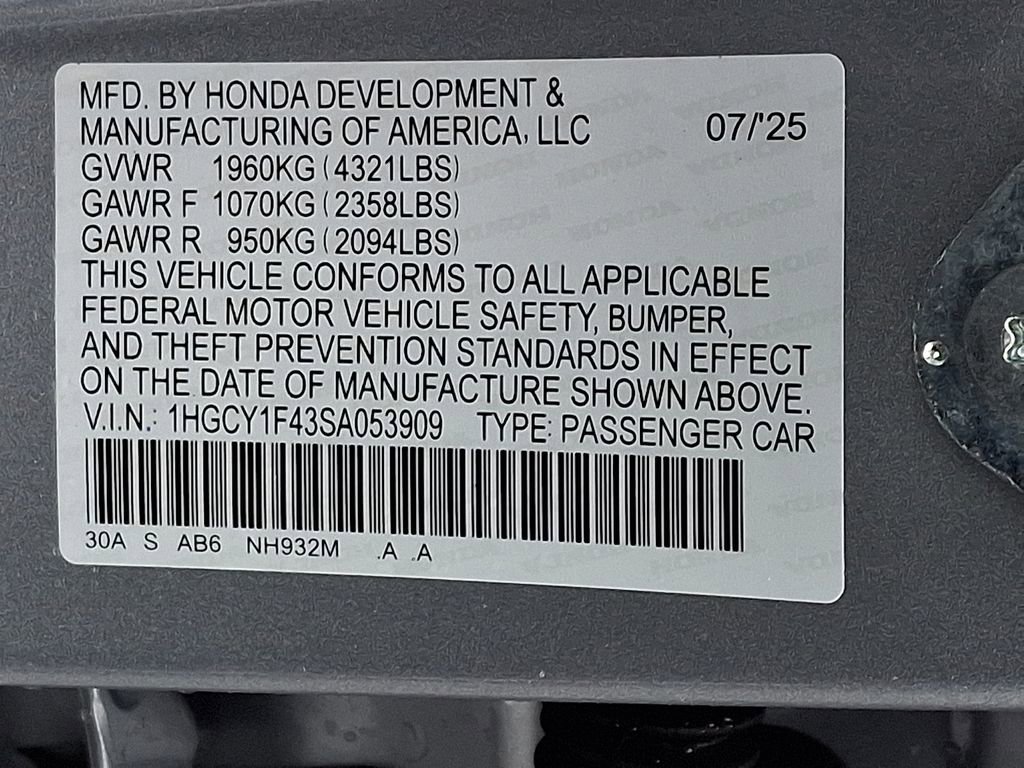 MFD. BY HONDA DEVELOPMENT &
MANUFACTURING OF AMERICA, LLC 07/'25
GVWR 1960KG (4321LBS)
GAWR F 1070KG (2358LBS)
GAWR R 950KG (2094LBS)
THIS VEHICLE CONFORMS TO ALL APPLICABLE
FEDERAL MOTOR VEHICLE SAFETY, BUMPER,
AND THEFT PREVENTION STANDARDS IN EFFECT
ON THE DATE OF MANUFACTURE SHOWN ABOVE.
V.I.N.: 1HGCY1F43SA053909 TYPE: PASSENGER CAR
30A S AB6 NH932M .A .A